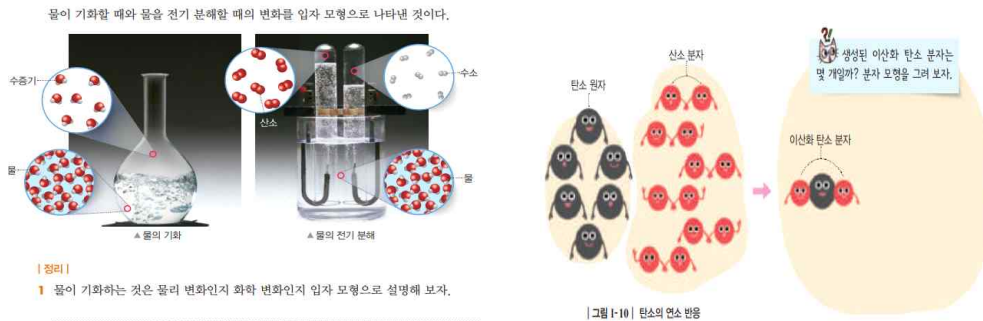 물이 기화할 때와 물을 전기 분해할 때의 변화를 입자 모형으로 나타낸 것이다.
수증기
물
▲ 물의 기화
산소
수소
물
▲ 물의 전기 분해
| 정리 |
1 물이 기화하는 것은 물리 변화인지 화학 변화인지 입자 모형으로 설명해 보자.
탄소 원자
산소 분자
?!
생성된 이산화 탄소 분자는
몇 개일까? 분자 모형을 그려 보자.
이산화 탄소 분자
| 그림 Ⅰ-10 | 탄소의 연소 반응